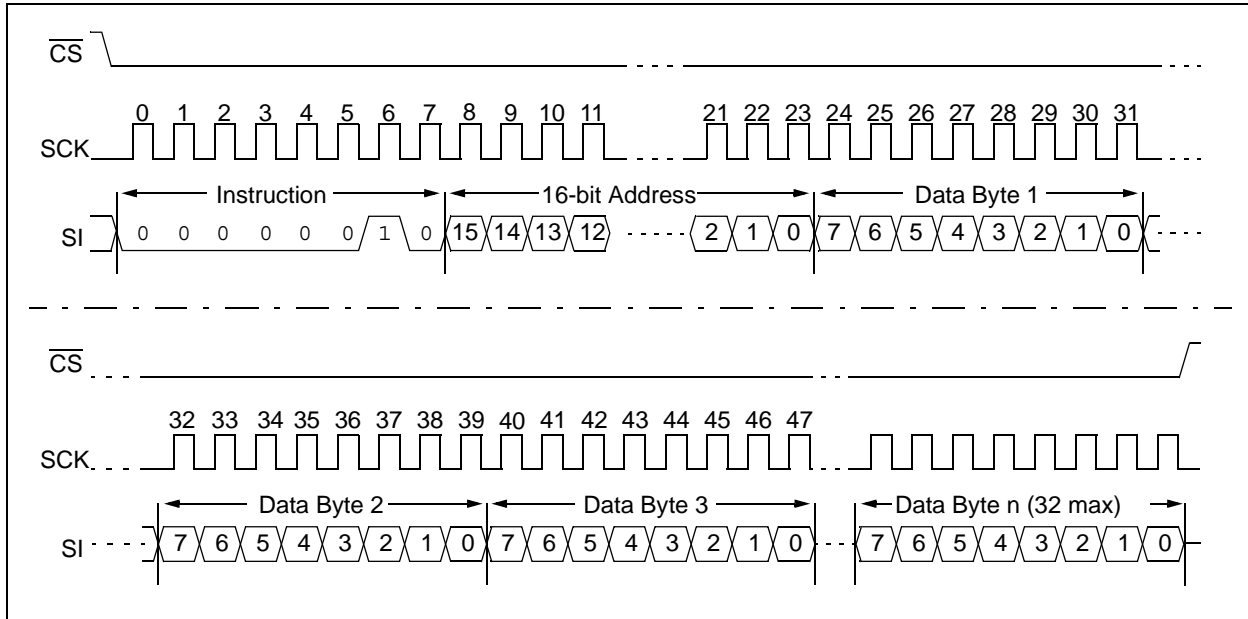 CS
0 1 2 3 4 5 6 7 8 9 10 11 21 22 23 24 25 26 27 28 29 30 31
SCK
Instruction 16-bit Address Data Byte 1
SI 0 0 0 0 0 0 1 0 15 14 13 12 2 1 0 7 6 5 4 3 2 1 0
CS
32 33 34 35 36 37 38 39 40 41 42 43 44 45 46 47
SCK
Data Byte 2 Data Byte 3 Data Byte n (32 max)
SI 7 6 5 4 3 2 1 0 7 6 5 4 3 2 1 0 7 6 5 4 3 2 1 0